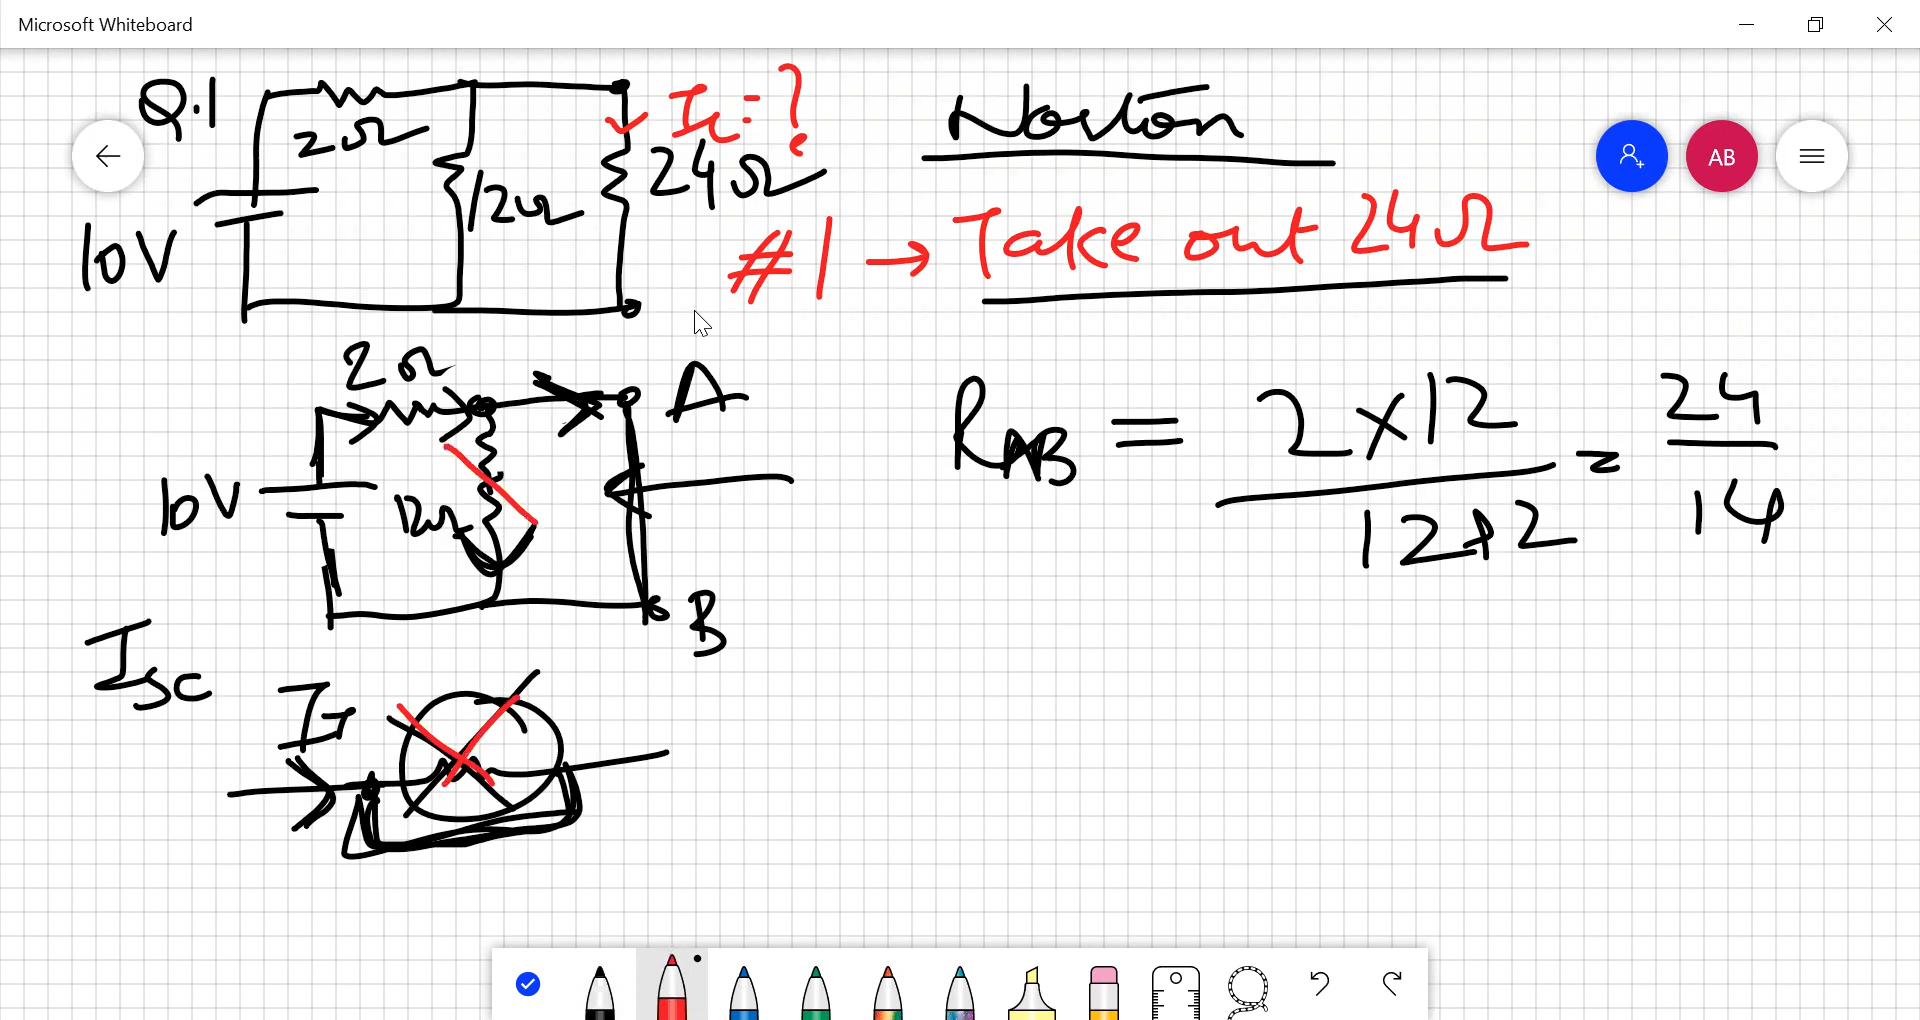 Microsoft Whiteboard
Q.1
2Ω
10V
12Ω
24Ω
IL = ?
Norton
#1 → Take out 24Ω
AB
2Ω
10V
12Ω
A
B
RAB = 2×12 / 12+2 = 24 / 14
ISC